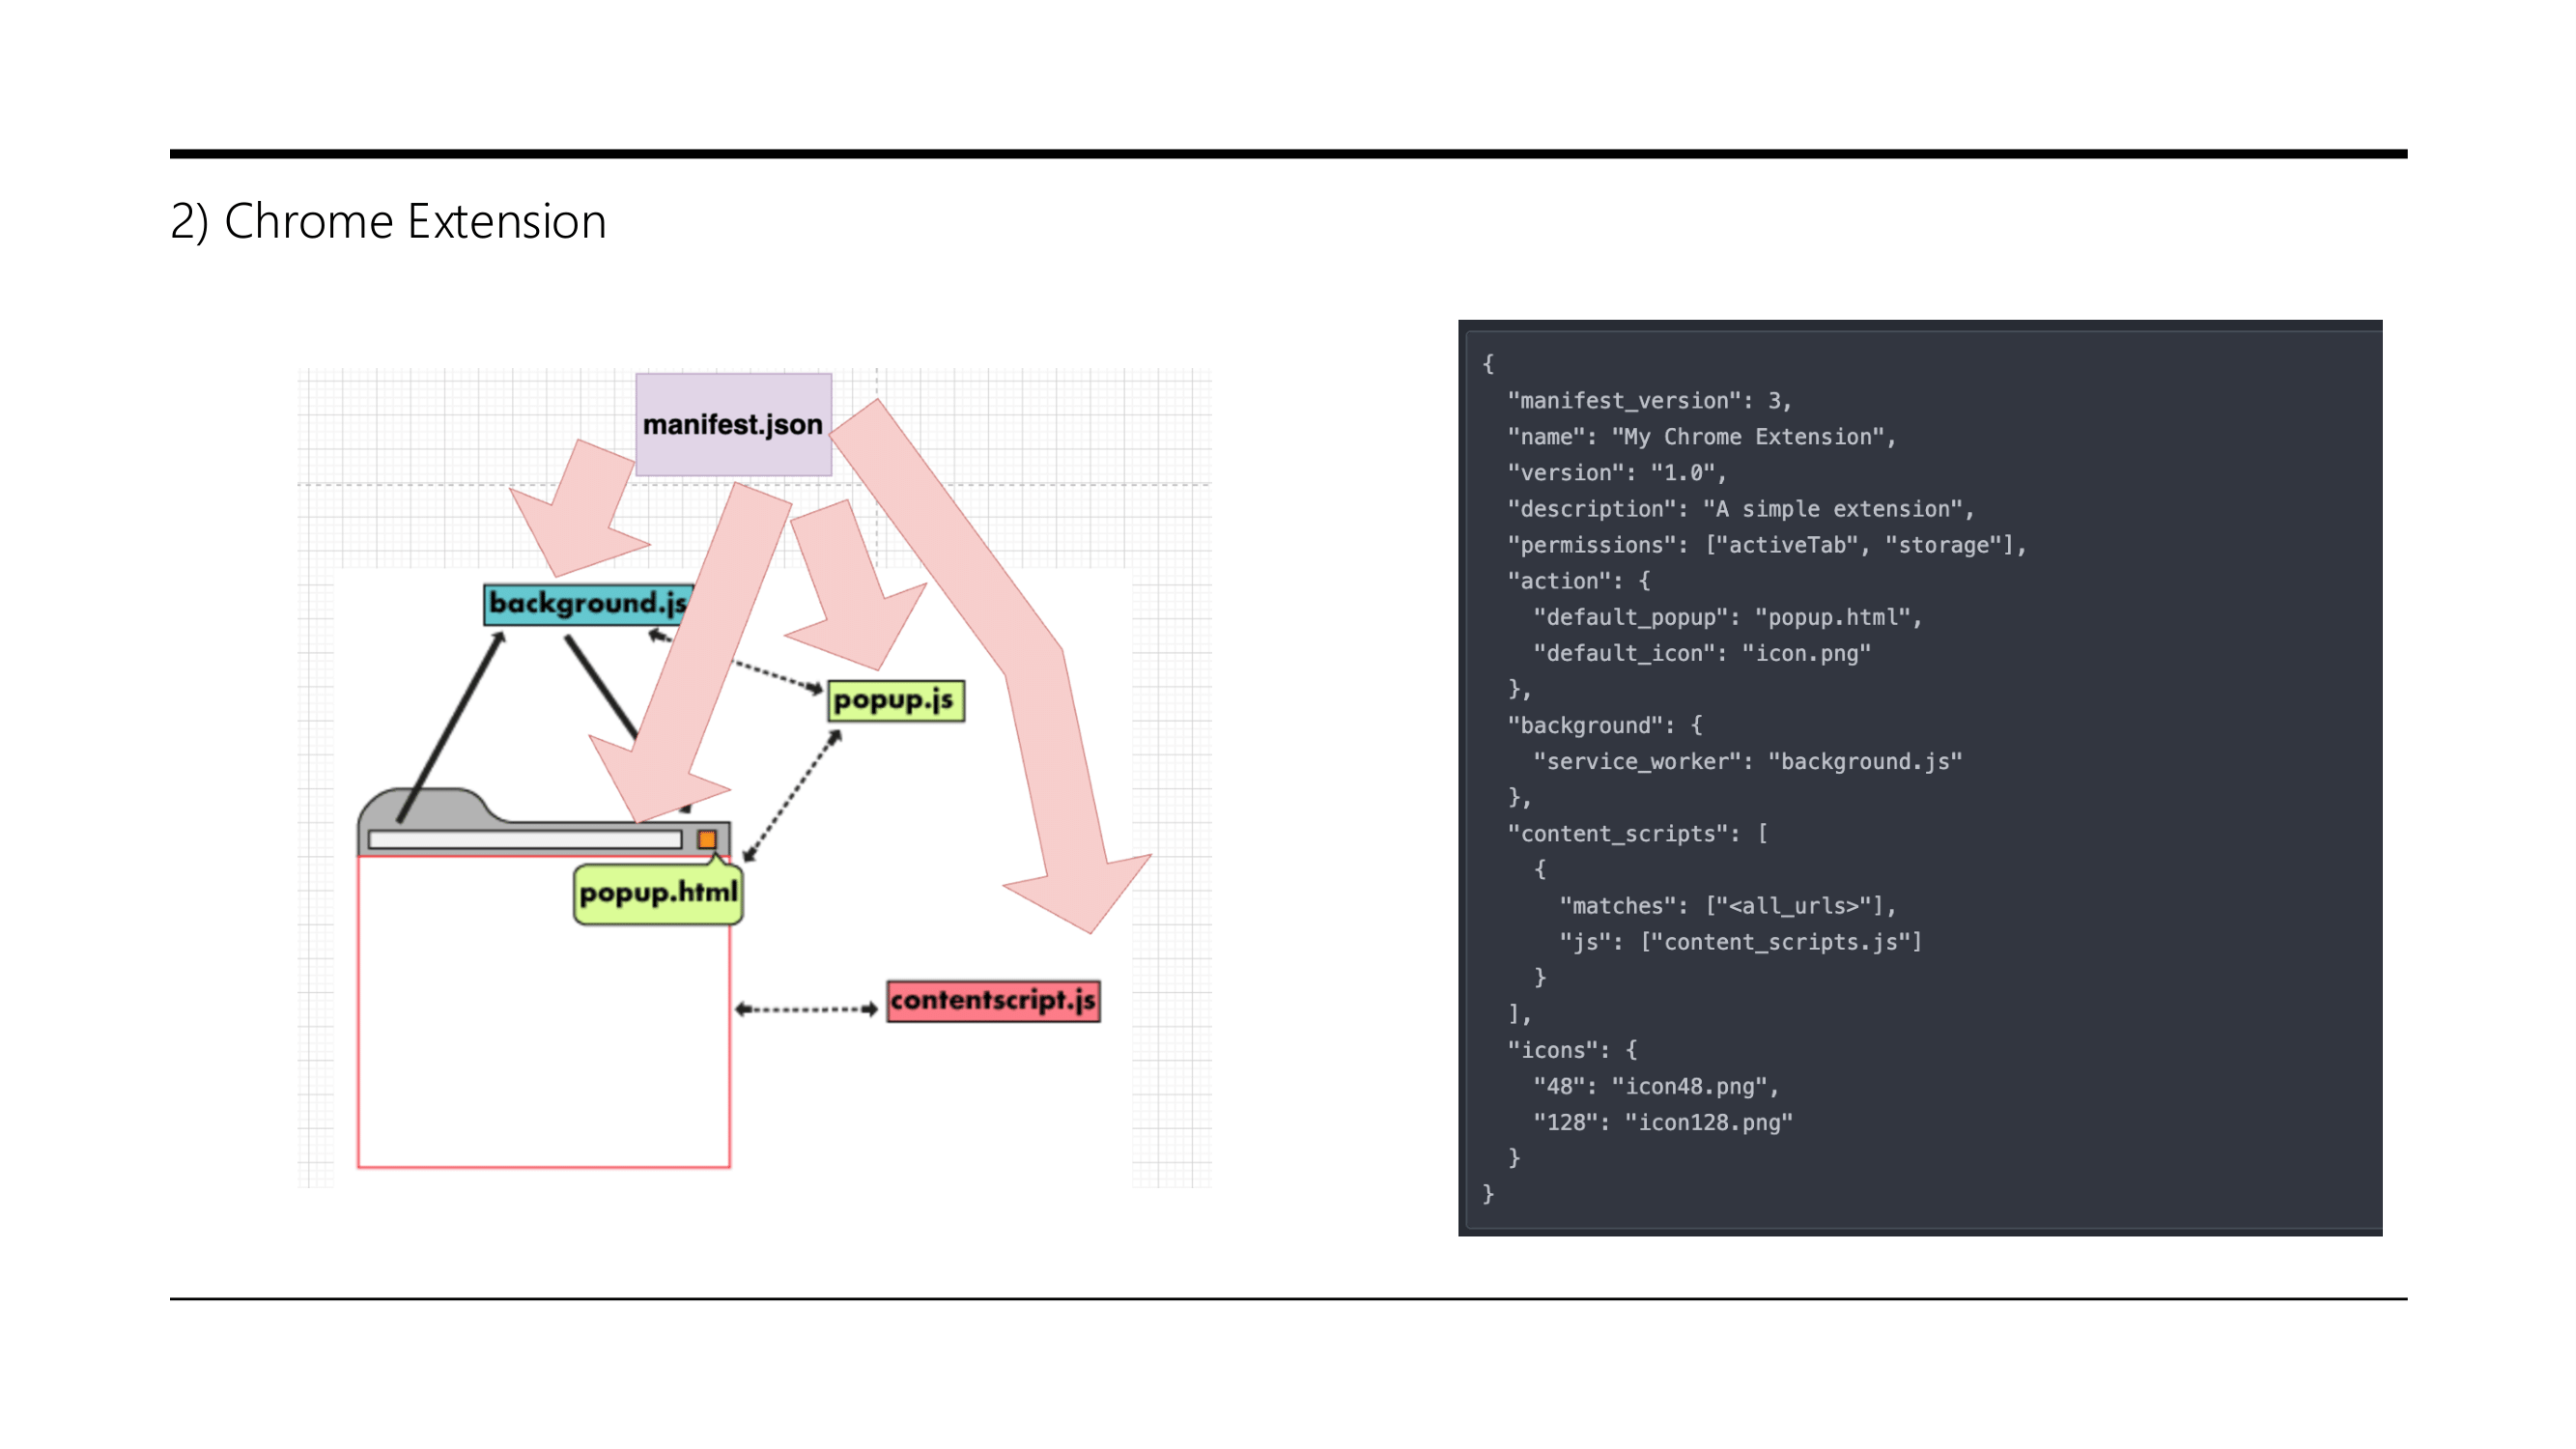 2) Chrome Extension
manifest.json
background.js
popup.js
popup.html
contentscript.js
{
"manifest_version": 3,
"name": "My Chrome Extension",
"version": "1.0",
"description": "A simple extension",
"permissions": ["activeTab", "storage"],
"action": {
"default_popup": "popup.html",
"default_icon": "icon.png"
},
"background": {
"service_worker": "background.js"
},
"content_scripts": [
{
"matches": ["<all_urls>"],
"js": ["content_scripts.js"]
}
],
"icons": {
"48": "icon48.png",
"128": "icon128.png"
}
}